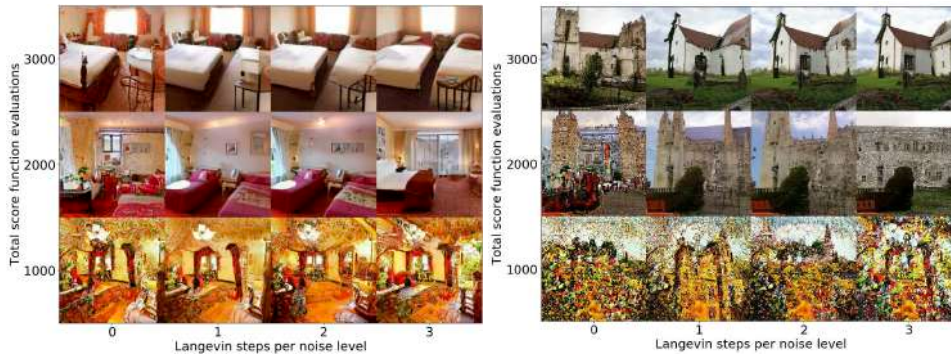 Total score function evaluations
3000
2000
1000
0 1 2 3
Langevin steps per noise level
Total score function evaluations
3000
2000
1000
0 1 2 3
Langevin steps per noise level